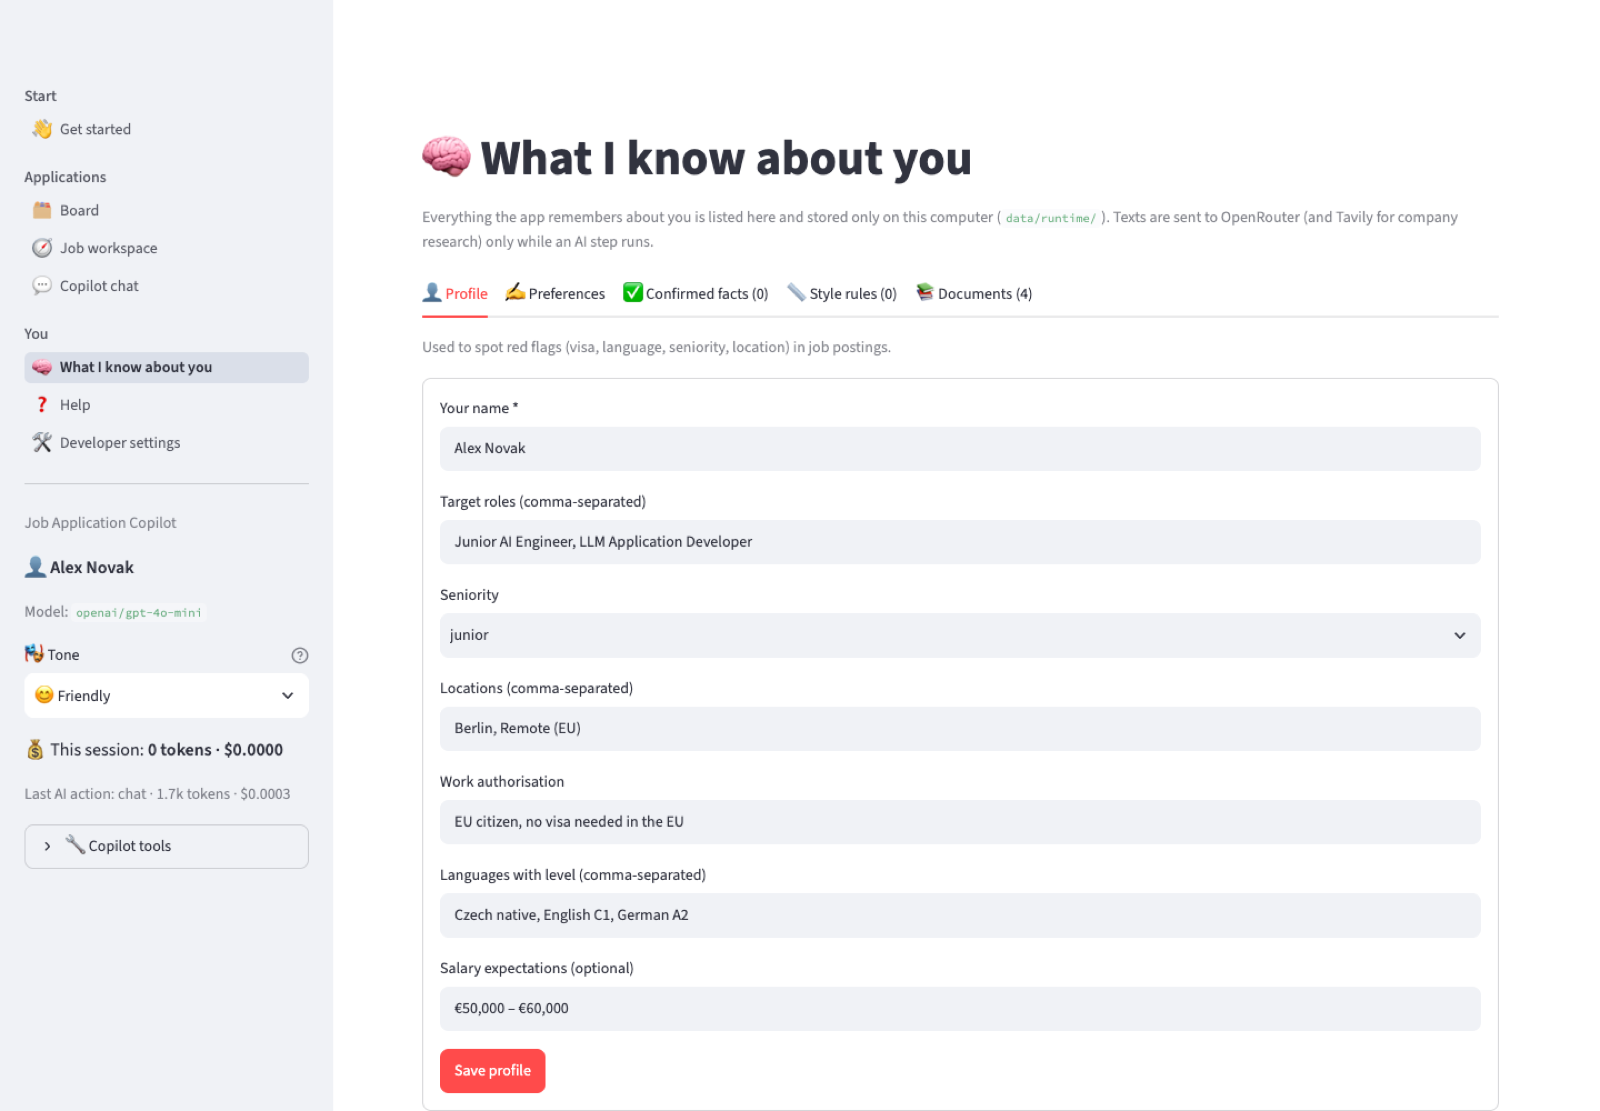 Start
Get started
Applications
Board
Job workspace
Copilot chat
You
What I know about you
Help
Developer settings
Job Application Copilot
Alex Novak
Model: openai/gpt-4o-mini
Tone
Friendly
This session: 0 tokens · $0.0000
Last AI action: chat · 1.7k tokens · $0.0003
Copilot tools
What I know about you
Everything the app remembers about you is listed here and stored only on this computer ( data/runtime/ ). Texts are sent to OpenRouter (and Tavily for company
research) only while an AI step runs.
Profile Preferences Confirmed facts (0) Style rules (0) Documents (4)
Used to spot red flags (visa, language, seniority, location) in job postings.
Your name *
Alex Novak
Target roles (comma-separated)
Junior AI Engineer, LLM Application Developer
Seniority
junior
Locations (comma-separated)
Berlin, Remote (EU)
Work authorisation
EU citizen, no visa needed in the EU
Languages with level (comma-separated)
Czech native, English C1, German A2
Salary expectations (optional)
€50,000 – €60,000
Save profile